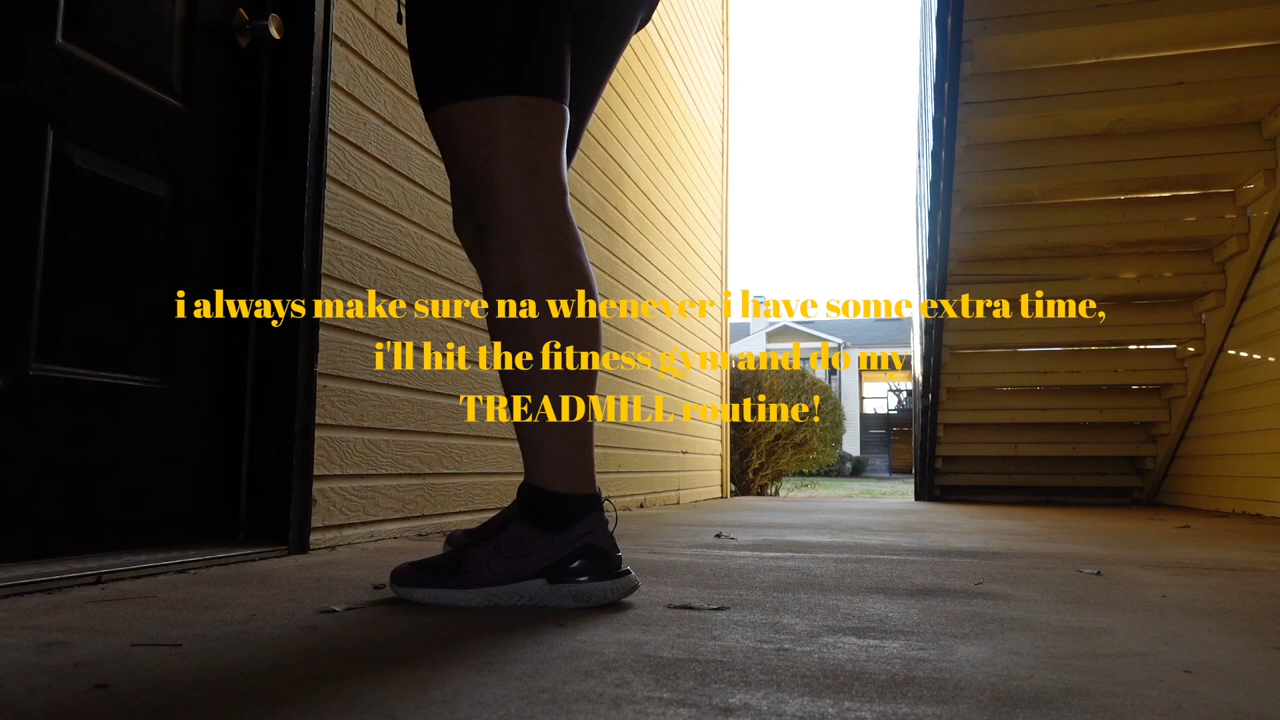 i always make sure na whenever i have some extra time,
i'll hit the fitness gym and do my
TREADMILL routine!